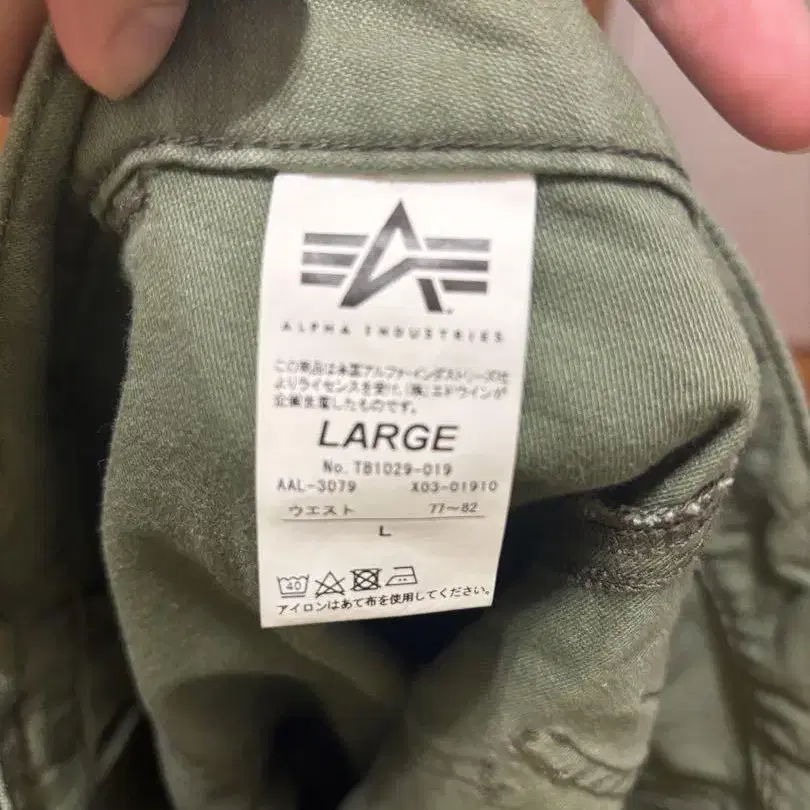 ALPHA INDUSTRIES
この商品は米国アルファーインダストリーズ社
よりライセンスを受け、(株)エドウインが
企画生産したものです。
LARGE
No. TB1029-019
AAL-3079 X03-01910
ウエスト 77〜82
L
40
アイロンはあて布を使用してください。